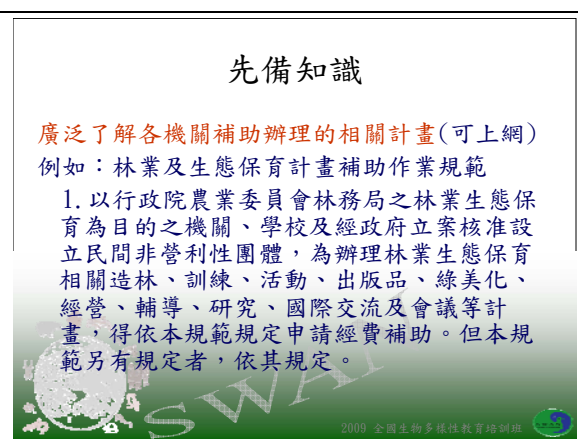 先備知識
廣泛了解各機關補助辦理的相關計畫(可上網)
例如：林業及生態保育計畫補助作業規範
1.以行政院農業委員會林務局之林業生態保
育為目的之機關、學校及經政府立案核准設
立民間非營利性團體，為辦理林業生態保育
相關造林、訓練、活動、出版品、綠美化、
經營、輔導、研究、國際交流及會議等計
畫，得依本規範規定申請經費補助。但本規
範另有規定者，依其規定。
SWAN
2009 全國生物多樣性教育培訓班